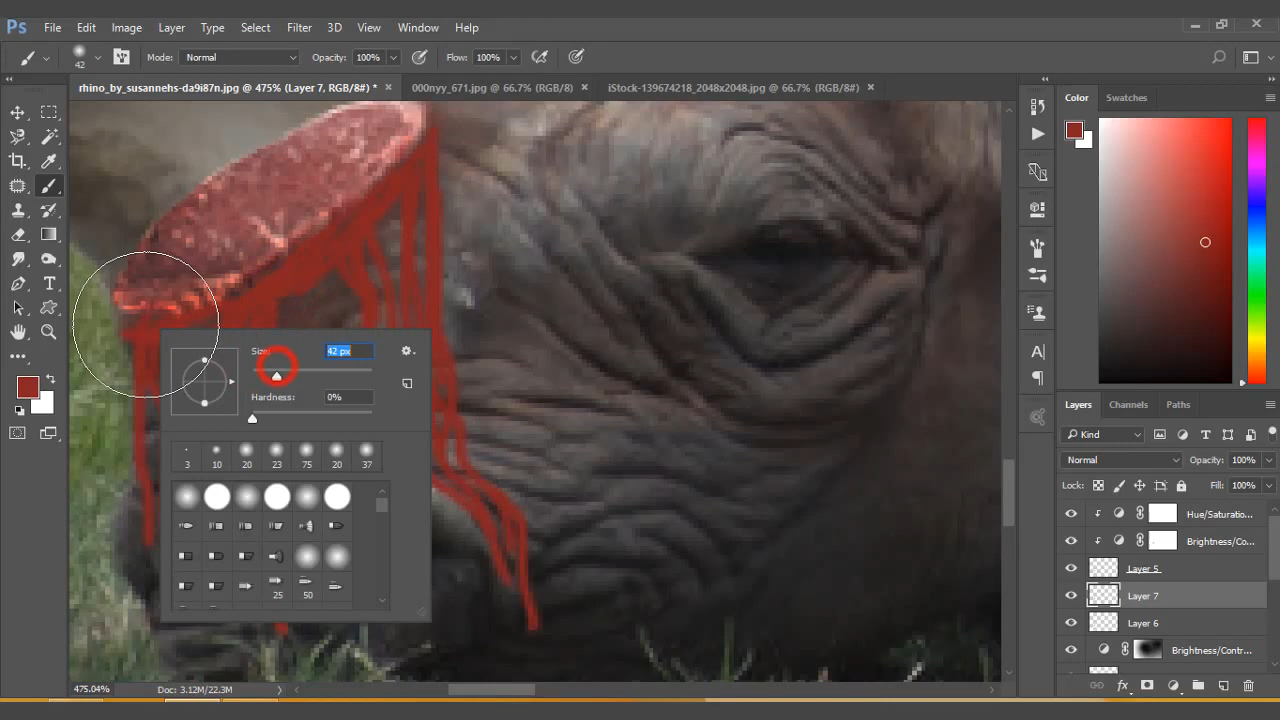 Ps File Edit Image Layer Type Select Filter 3D View Window Help
42 Mode: Normal Opacity: 100% Flow: 100%
rhino_by_susannehs-da9i87n.jpg @ 475% (Layer 7, RGB/8#) * × 000nyy_671.jpg @ 66.7% (RGB/8) × iStock-139674218_2048x2048.jpg @ 66.7% (RGB/8#) ×
Color Swatches
Size: 42 px
Hardness: 0%
3 10 20 23 75 20 37
25 50
Layers Channels Paths
Kind
Normal Opacity: 100%
Lock: Fill: 100%
Hue/Saturatio...
Brightness/Co...
Layer 5
Layer 7
Layer 6
Brightness/Contr...
475.04% Doc: 3.12M/22.3M